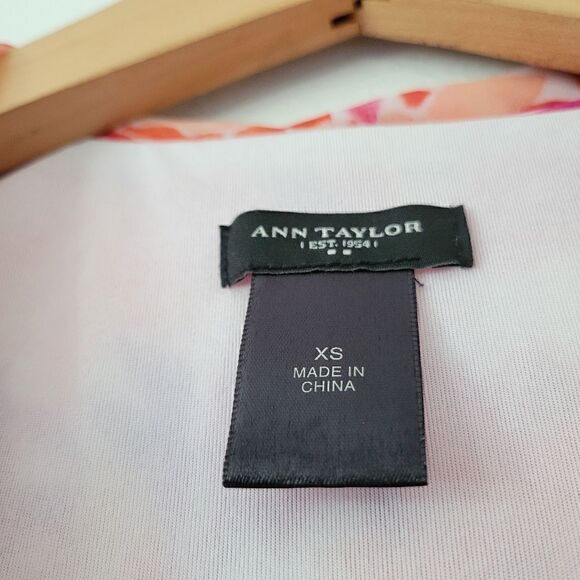 ANN TAYLOR
EST. 1954
XS
MADE IN
CHINA